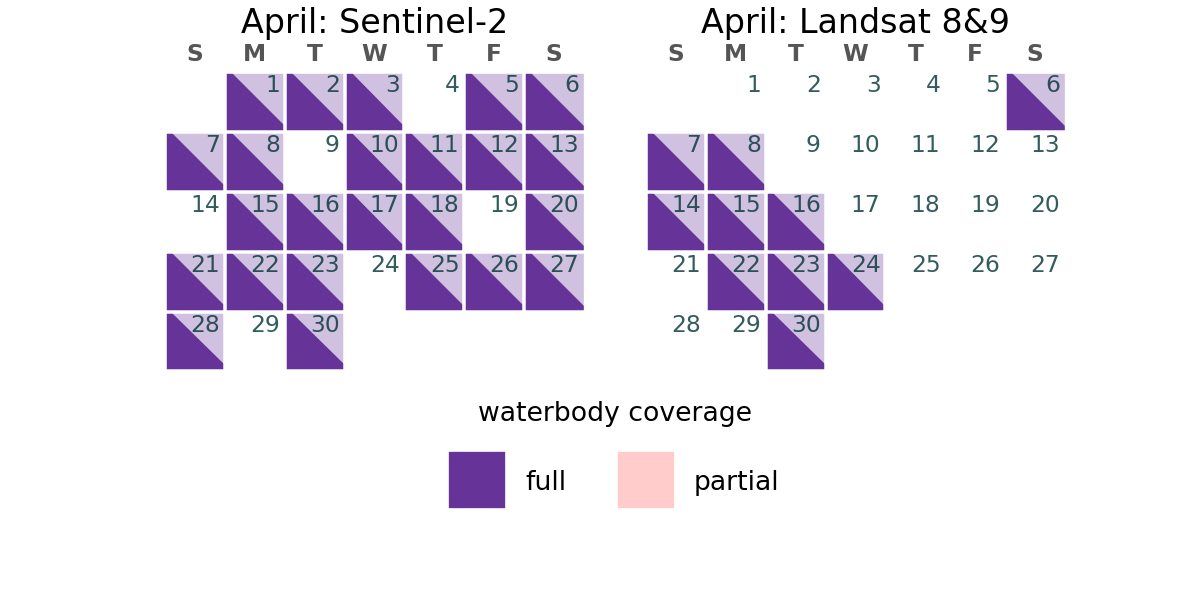 April: Sentinel-2
S M T W T F S
1 2 3 4 5 6
7 8 9 10 11 12 13
14 15 16 17 18 19 20
21 22 23 24 25 26 27
28 29 30
April: Landsat 8&9
S M T W T F S
1 2 3 4 5 6
7 8 9 10 11 12 13
14 15 16 17 18 19 20
21 22 23 24 25 26 27
28 29 30
waterbody coverage
full partial